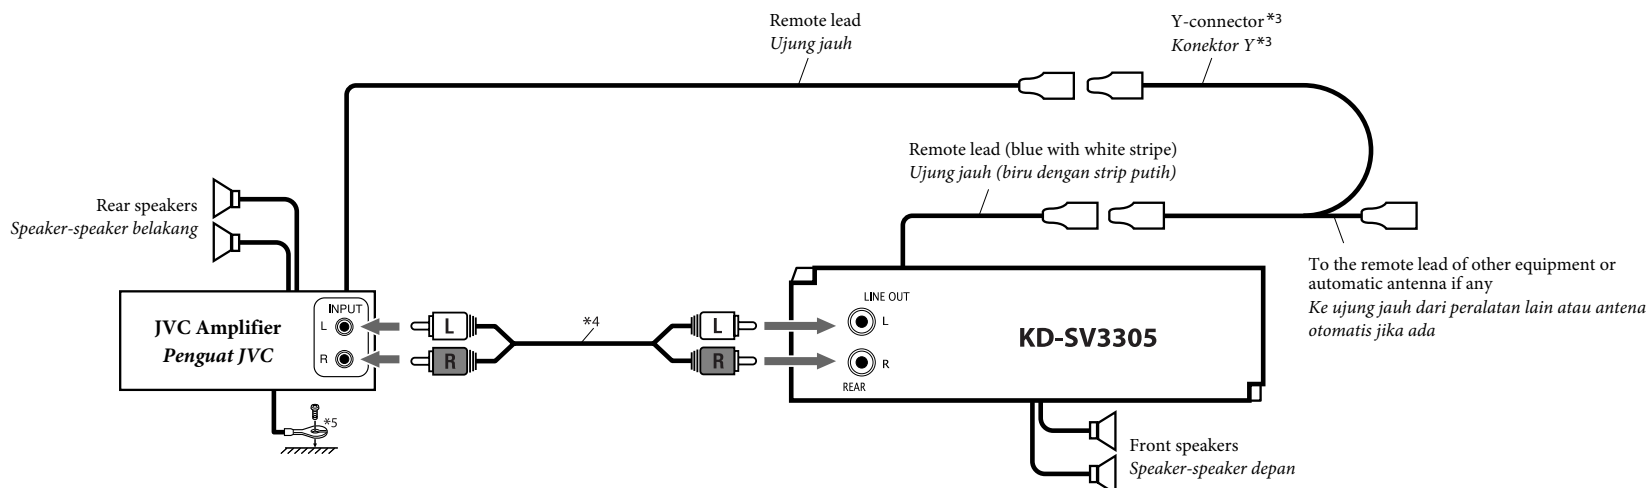 Remote lead
Ujung jauh
Y-connector*3
Konektor Y*3
Remote lead (blue with white stripe)
Ujung jauh (biru dengan strip putih)
Rear speakers
Speaker-speaker belakang
To the remote lead of other equipment or
automatic antenna if any
Ke ujung jauh dari peralatan lain atau antena
otomatis jika ada
JVC Amplifier
Penguat JVC
INPUT
L
R
L
R
*4
L
R
LINE OUT
L
R
REAR
KD-SV3305
*5
Front speakers
Speaker-speaker depan